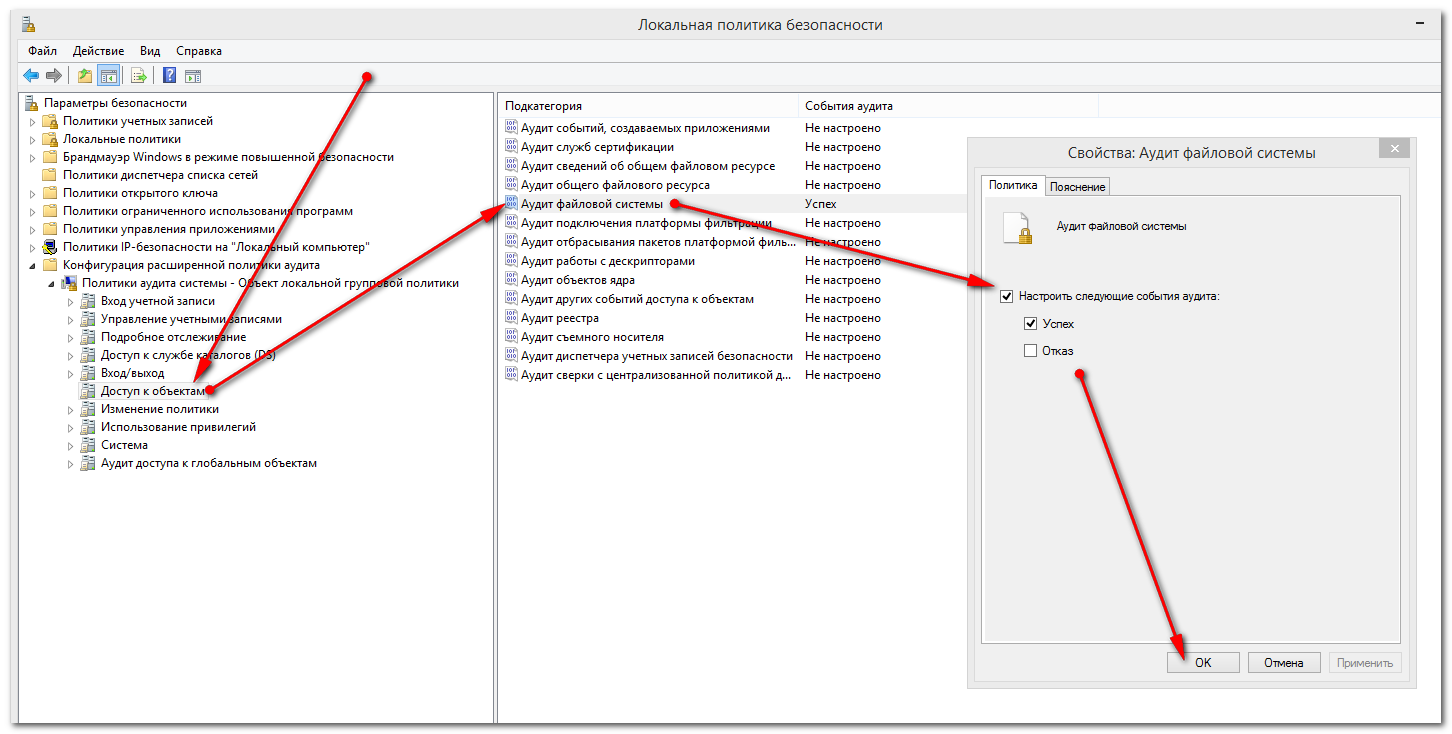 Локальная политика безопасности
Файл Действие Вид Справка
Параметры безопасности
Политики учетных записей
Локальные политики
Брандмауэр Windows в режиме повышенной безопасности
Политики диспетчера списка сетей
Политики открытого ключа
Политики ограниченного использования программ
Политики управления приложениями
Политики IP-безопасности на "Локальный компьютер"
Конфигурация расширенной политики аудита
Политики аудита системы - Объект локальной групповой политики
Вход учетной записи
Управление учетными записями
Подробное отслеживание
Доступ к службе каталогов (DS)
Вход/выход
Доступ к объектам
Изменение политики
Использование привилегий
Система
Аудит доступа к глобальным объектам
Подкатегория События аудита
Аудит событий, создаваемых приложениями Не настроено
Аудит служб сертификации Не настроено
Аудит сведений об общем файловом ресурсе Не настроено
Аудит общего файлового ресурса Не настроено
Аудит файловой системы Успех
Аудит подключения платформы фильтрации Не настроено
Аудит отбрасывания пакетов платформой филь... Не настроено
Аудит работы с дескрипторами Не настроено
Аудит объектов ядра Не настроено
Аудит других событий доступа к объектам Не настроено
Аудит реестра Не настроено
Аудит съемного носителя Не настроено
Аудит диспетчера учетных записей безопасности Не настроено
Аудит сверки с централизованной политикой д... Не настроено
Свойства: Аудит файловой системы
Политика Пояснение
Аудит файловой системы
Настроить следующие события аудита:
Успех
Отказ
OK Отмена Применить